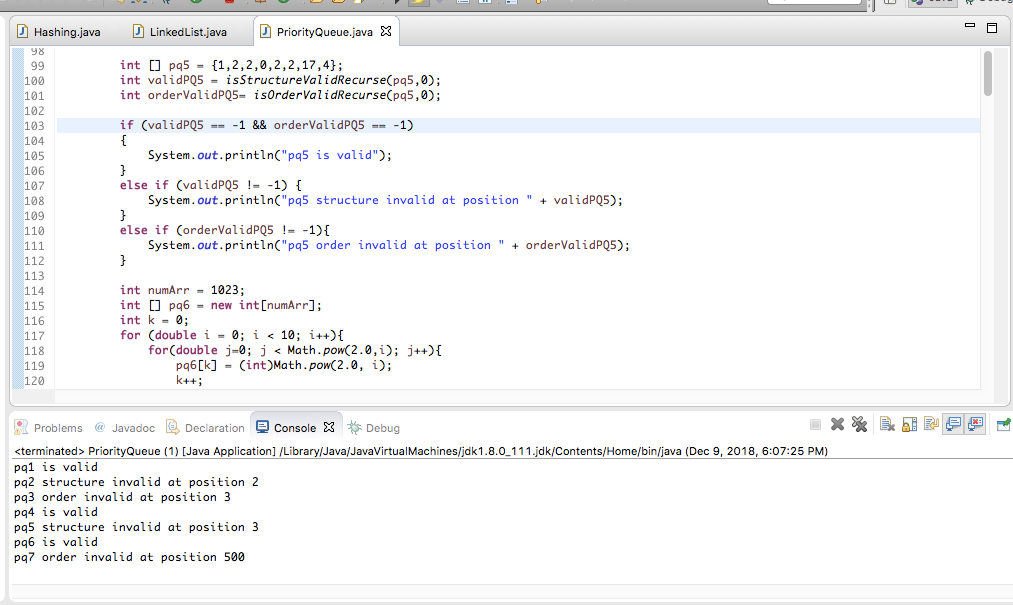 Hashing.java LinkedList.java PriorityQueue.java
98
99 int [] pq5 = {1,2,2,0,2,2,17,4};
100 int validPQ5 = isStructureValidRecurse(pq5,0);
101 int orderValidPQ5= isOrderValidRecurse(pq5,0);
102
103 if (validPQ5 == -1 && orderValidPQ5 == -1)
104 {
105 System.out.println("pq5 is valid");
106 }
107 else if (validPQ5 != -1) {
108 System.out.println("pq5 structure invalid at position " + validPQ5);
109 }
110 else if (orderValidPQ5 != -1){
111 System.out.println("pq5 order invalid at position " + orderValidPQ5);
112 }
113
114 int numArr = 1023;
115 int [] pq6 = new int[numArr];
116 int k = 0;
117 for (double i = 0; i < 10; i++){
118 for(double j=0; j < Math.pow(2.0,i); j++){
119 pq6[k] = (int)Math.pow(2.0, i);
120 k++;
Problems @ Javadoc Declaration Console Debug
<terminated> PriorityQueue (1) [Java Application] /Library/Java/JavaVirtualMachines/jdk1.8.0_111.jdk/Contents/Home/bin/java (Dec 9, 2018, 6:07:25 PM)
pq1 is valid
pq2 structure invalid at position 2
pq3 order invalid at position 3
pq4 is valid
pq5 structure invalid at position 3
pq6 is valid
pq7 order invalid at position 500